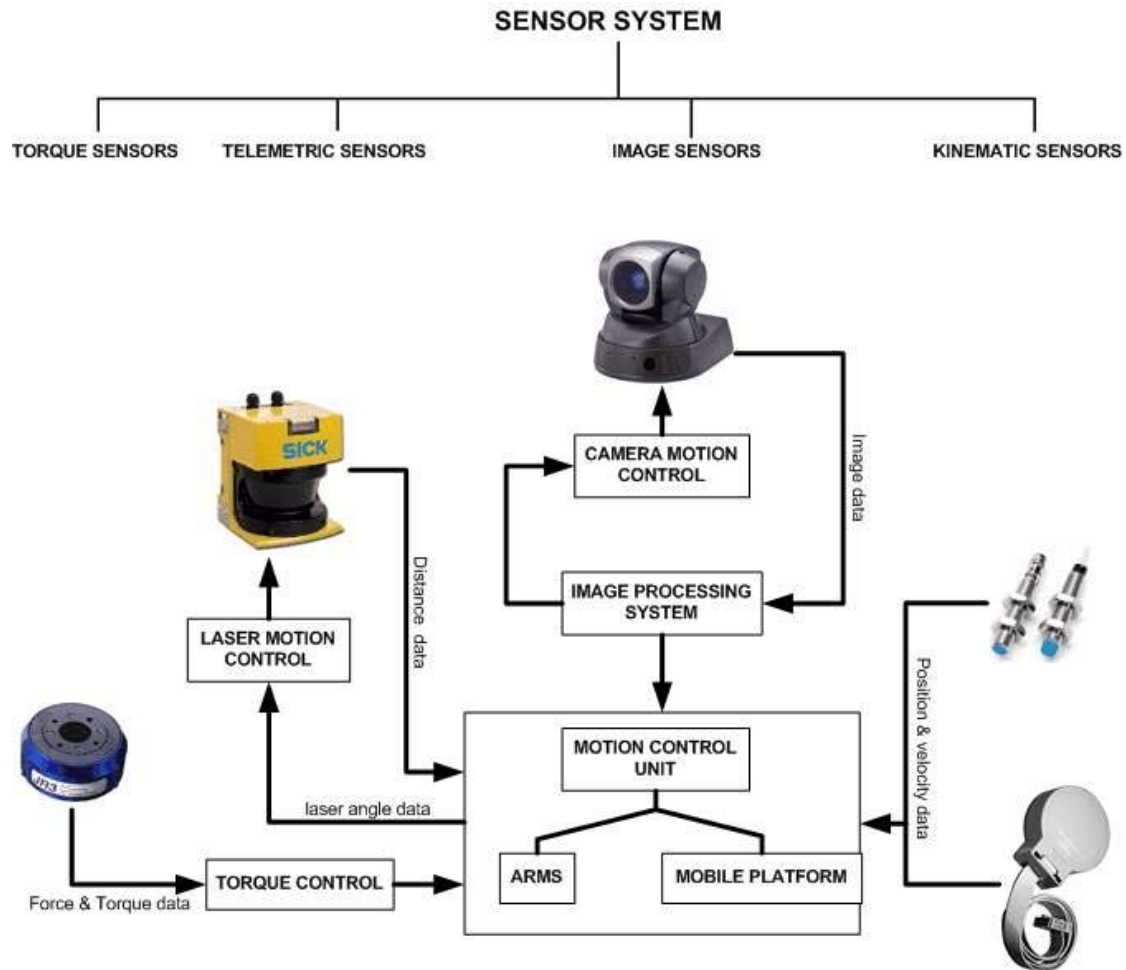 SENSOR SYSTEM
TORQUE SENSORS
TELEMETRIC SENSORS
IMAGE SENSORS
KINEMATIC SENSORS
SICK
CAMERA MOTION
CONTROL
Image data
Distance data
IMAGE PROCESSING
SYSTEM
LASER MOTION
CONTROL
Position & velocity data
JR3
MOTION CONTROL
UNIT
laser angle data
ARMS
MOBILE PLATFORM
TORQUE CONTROL
Force & Torque data